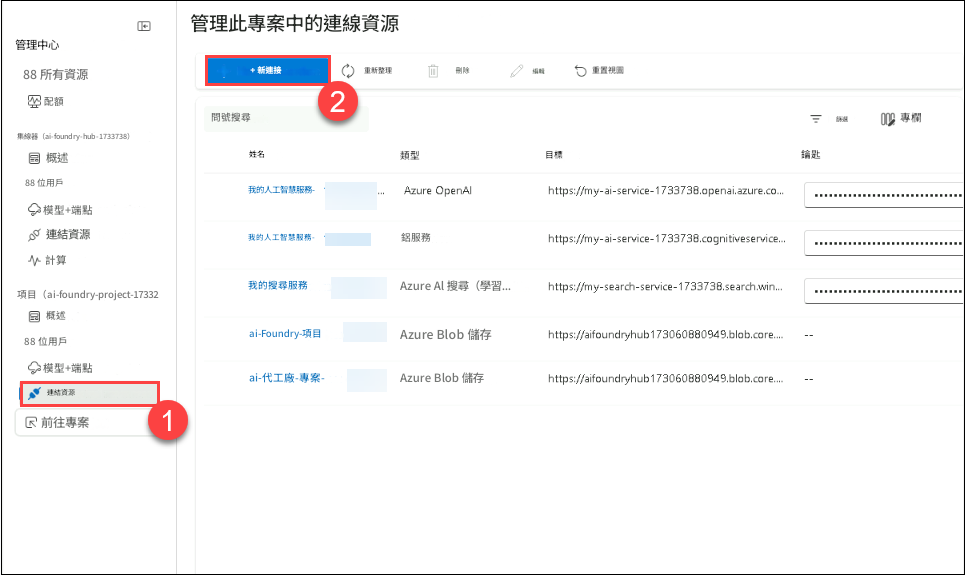 管理此專案中的連線資源
管理中心
88 所有資源
配額
集線器（ai-foundry-hub-1733738）
概述
88 位用戶
模型+端點
連結資源
計算
項目（ai-foundry-project-17332
概述
88 位用戶
模型+端點
連結資源
1
前往專案
+ 新連接
重新整理
刪除
編輯
重置視圖
2
問號搜尋
篩選
專欄
姓名 類型 目標 鑰匙
我的人工智慧服務- ... Azure OpenAI https://my-ai-service-1733738.openai.azure.co...
我的人工智慧服務- 鋁服務 https://my-ai-service-1733738.cognitiveservice...
我的搜尋服務 Azure Al 搜尋（學習... https://my-search-service-1733738.search.win...
ai-Foundry-項目 Azure Blob 儲存 https://aifoundryhub173060880949.blob.core.... --
ai-代工廠-專案- Azure Blob 儲存 https://aifoundryhub173060880949.blob.core.... --